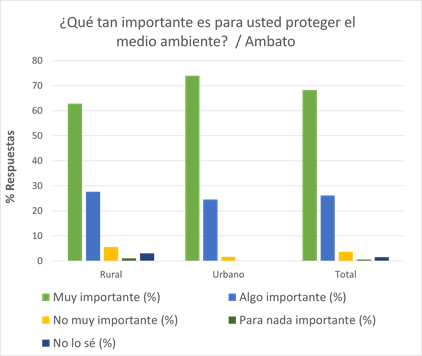 ¿Qué tan importante es para usted proteger el
medio ambiente?  / Ambato
% Respuestas
80
70
60
50
40
30
20
10
0
Rural
Urbano
Total
Muy importante (%)
Algo importante (%)
No muy importante (%)
Para nada importante (%)
No lo sé (%)